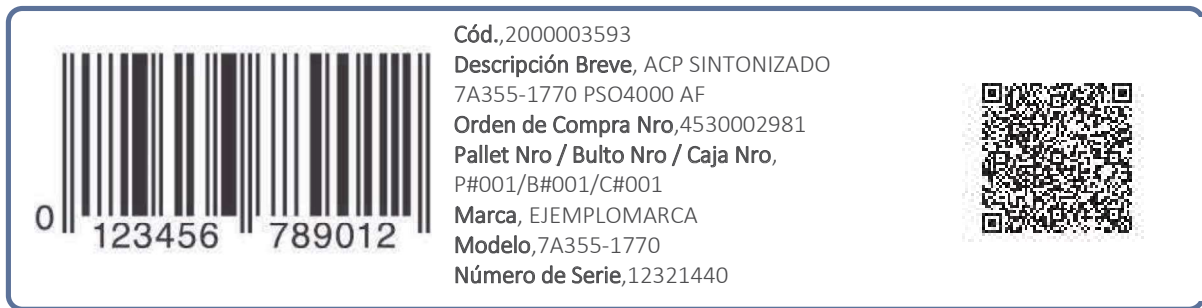 0 123456 789012
Cód.,2000003593
Descripción Breve, ACP SINTONIZADO
7A355-1770 PSO4000 AF
Orden de Compra Nro,4530002981
Pallet Nro / Bulto Nro / Caja Nro,
P#001/B#001/C#001
Marca, EJEMPLOMARCA
Modelo,7A355-1770
Número de Serie,12321440